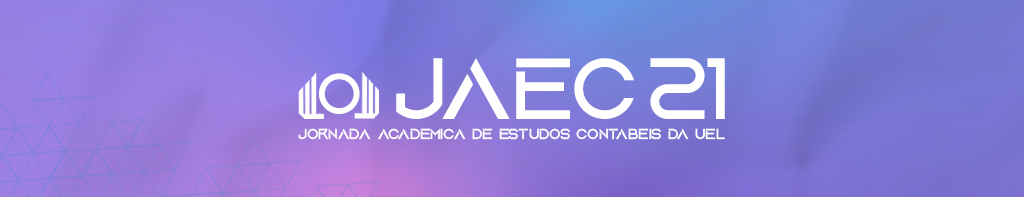 JAEC 21
JORNADA ACADEMICA DE ESTUDOS CONTABEIS DA UEL